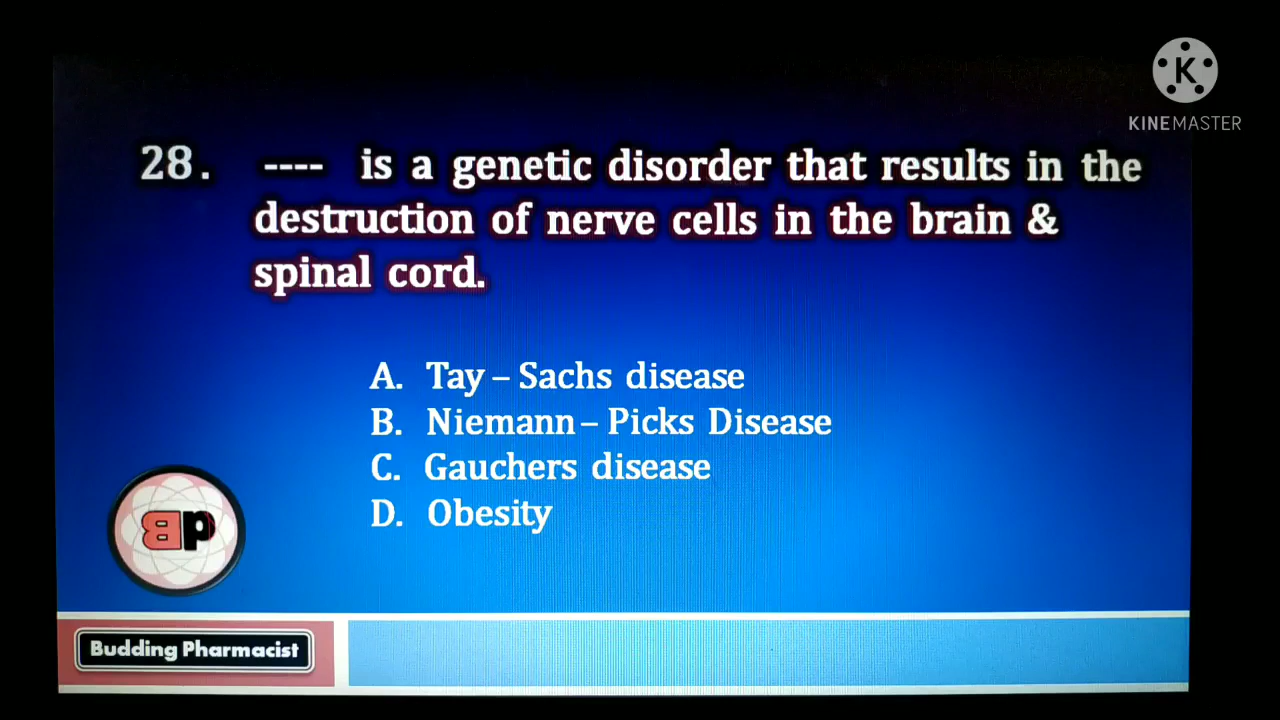 KINEMASTER
28. ---- is a genetic disorder that results in the
destruction of nerve cells in the brain &
spinal cord.
A. Tay – Sachs disease
B. Niemann – Picks Disease
C. Gauchers disease
D. Obesity
Budding Pharmacist